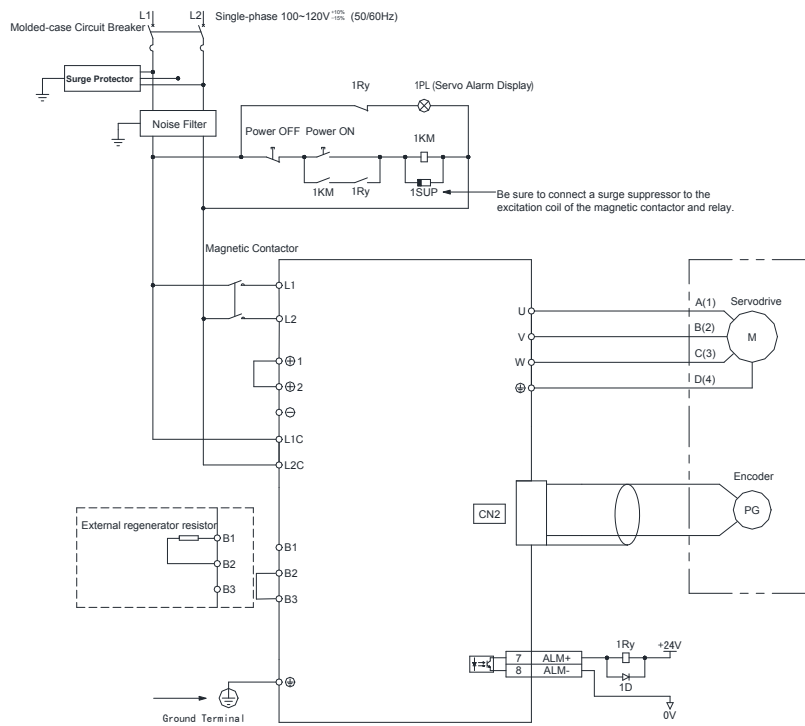 L1 L2 Single-phase 100~120V +10% -15% (50/60Hz)
Molded-case Circuit Breaker
Surge Protector
1Ry 1PL (Servo Alarm Display)
Noise Filter
Power OFF Power ON 1KM
1KM 1Ry 1SUP
Be sure to connect a surge suppressor to the
excitation coil of the magnetic contactor and relay.
Magnetic Contactor
L1
L2
1
2
L1C
L2C
U
V
W
A(1)
B(2)
C(3)
D(4)
Servodrive
M
Encoder
PG
CN2
External regenerator resistor
B1
B2
B3
B1
B2
B3
7 ALM+
8 ALM-
1Ry +24V
1D
0V
Ground Terminal